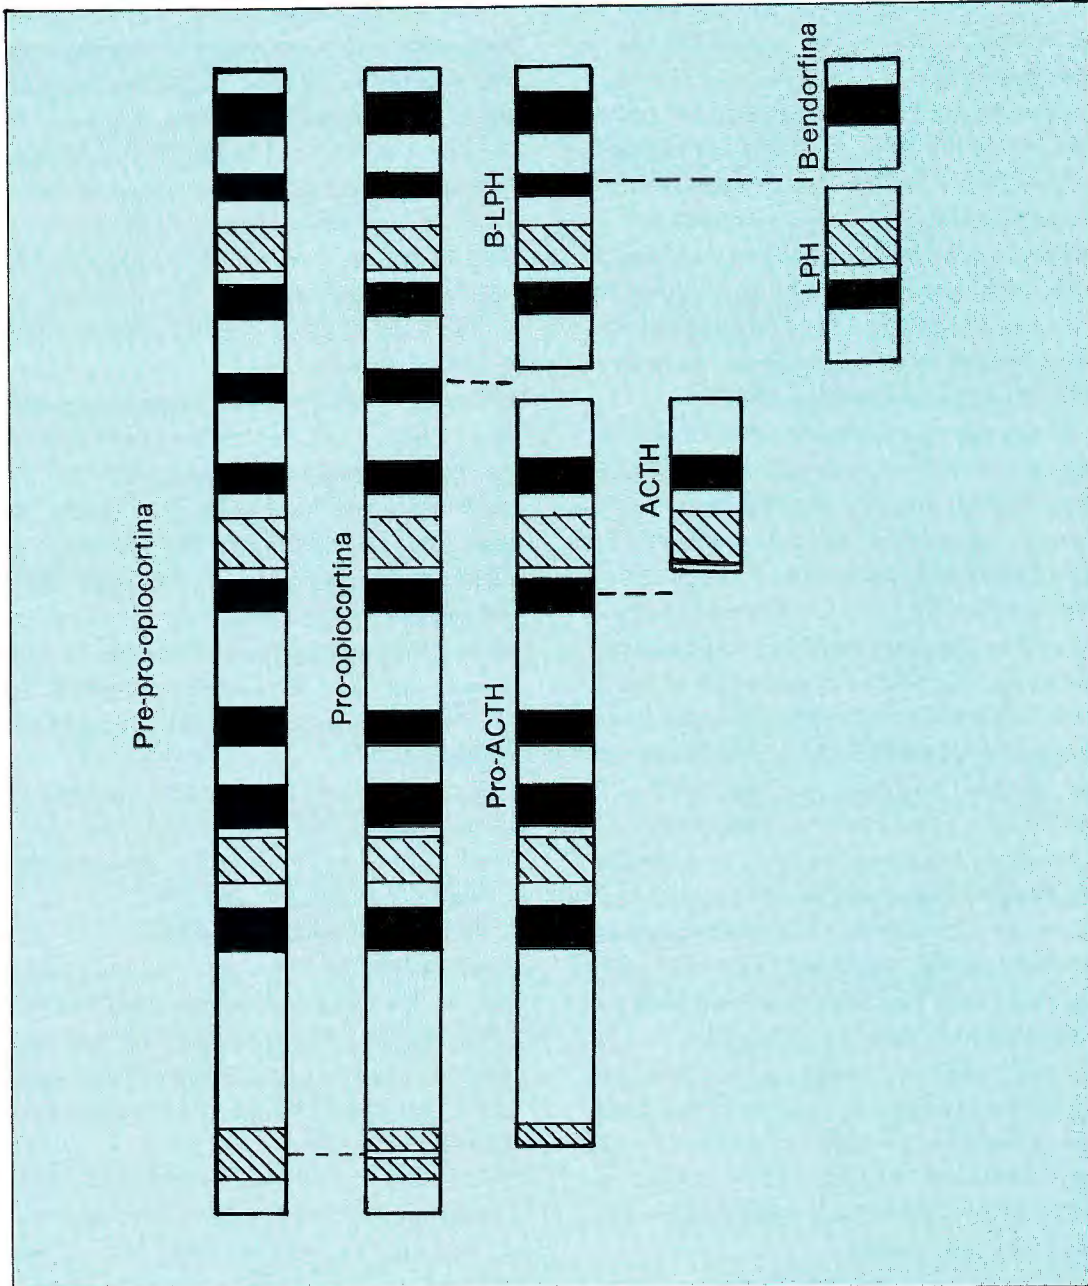 Pre-pro-opiocortina
Pro-opiocortina
Pro-ACTH
B-LPH
ACTH
LPH
B-endorfina